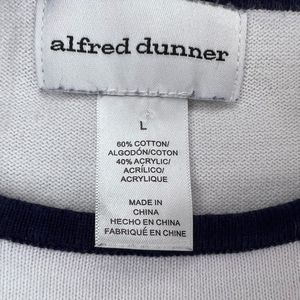 alfred dunner
L
60% COTTON/
ALGODÓN/COTON
40% ACRYLIC/
ACRÍLICO/
ACRYLIQUE
MADE IN
CHINA
HECHO EN CHINA
FABRIQUÉ EN CHINE